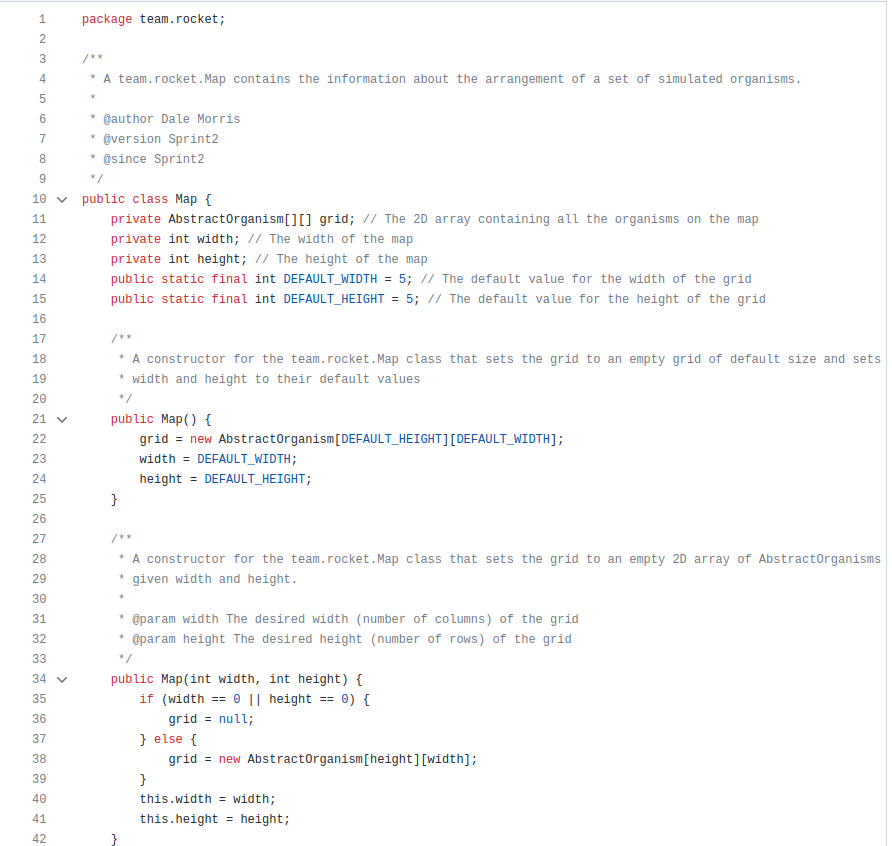 1 package team.rocket;
2
3 /**
4  * A team.rocket.Map contains the information about the arrangement of a set of simulated organisms.
5  *
6  * @author Dale Morris
7  * @version Sprint2
8  * @since Sprint2
9  */
10 public class Map {
11     private AbstractOrganism[][] grid; // The 2D array containing all the organisms on the map
12     private int width; // The width of the map
13     private int height; // The height of the map
14     public static final int DEFAULT_WIDTH = 5; // The default value for the width of the grid
15     public static final int DEFAULT_HEIGHT = 5; // The default value for the height of the grid
16
17     /**
18      * A constructor for the team.rocket.Map class that sets the grid to an empty grid of default size and sets
19      * width and height to their default values
20      */
21     public Map() {
22         grid = new AbstractOrganism[DEFAULT_HEIGHT][DEFAULT_WIDTH];
23         width = DEFAULT_WIDTH;
24         height = DEFAULT_HEIGHT;
25     }
26
27     /**
28      * A constructor for the team.rocket.Map class that sets the grid to an empty 2D array of AbstractOrganisms
29      * given width and height.
30      *
31      * @param width The desired width (number of columns) of the grid
32      * @param height The desired height (number of rows) of the grid
33      */
34     public Map(int width, int height) {
35         if (width == 0 || height == 0) {
36             grid = null;
37         } else {
38             grid = new AbstractOrganism[height][width];
39         }
40         this.width = width;
41         this.height = height;
42     }